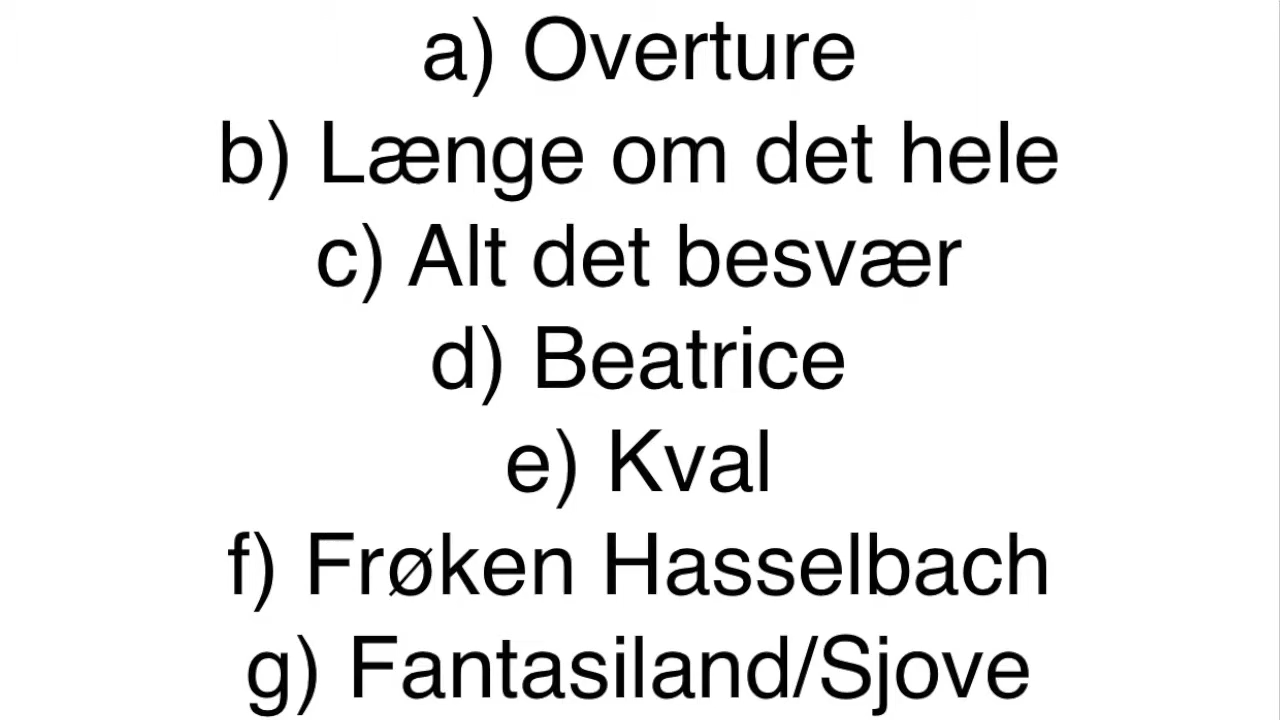 a) Overture
b) Længe om det hele
c) Alt det besvær
d) Beatrice
e) Kval
f) Frøken Hasselbach
g) Fantasiland/Sjove